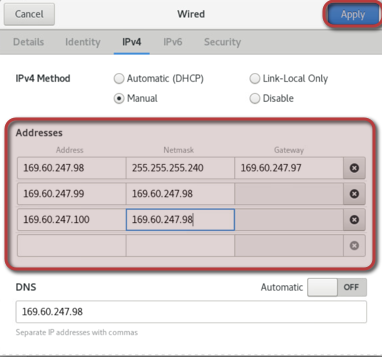 Cancel Wired Apply
Details Identity IPv4 IPv6 Security
IPv4 Method Automatic (DHCP) Link-Local Only
Manual Disable
Addresses
Address Netmask Gateway
169.60.247.98 255.255.255.240 169.60.247.97
169.60.247.99 169.60.247.98
169.60.247.100 169.60.247.98
DNS Automatic OFF
169.60.247.98
Separate IP addresses with commas